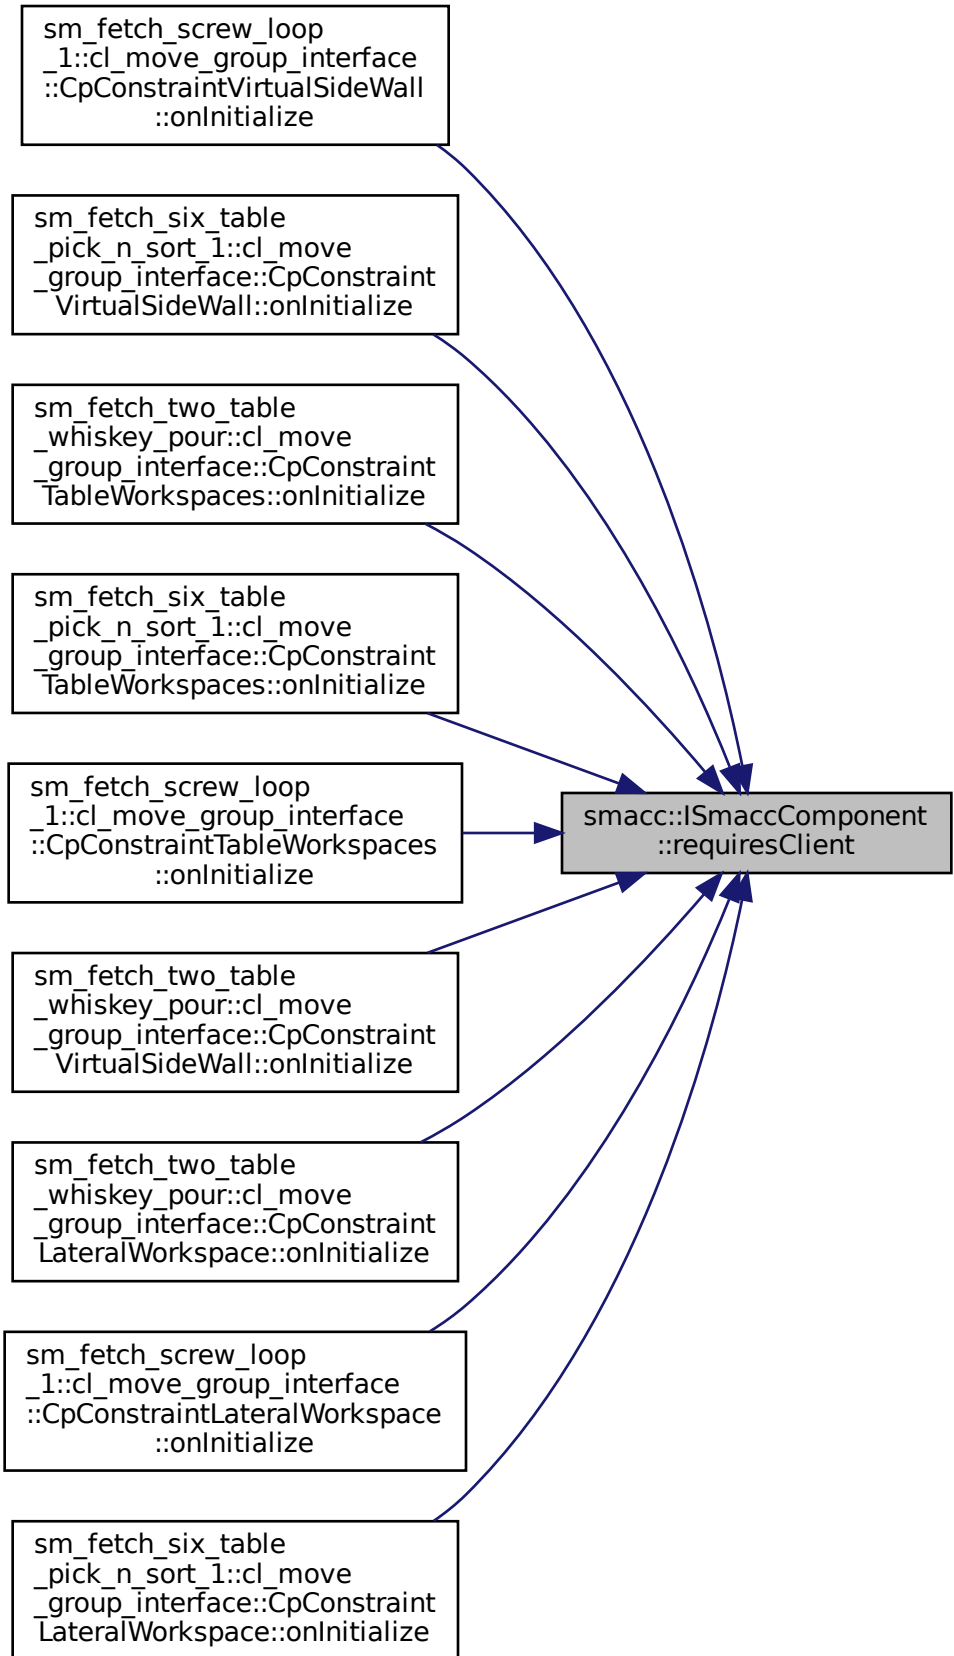 sm_fetch_screw_loop
_1::cl_move_group_interface
::CpConstraintVirtualSideWall
::onInitialize
sm_fetch_six_table
_pick_n_sort_1::cl_move
_group_interface::CpConstraint
VirtualSideWall::onInitialize
sm_fetch_two_table
_whiskey_pour::cl_move
_group_interface::CpConstraint
TableWorkspaces::onInitialize
sm_fetch_six_table
_pick_n_sort_1::cl_move
_group_interface::CpConstraint
TableWorkspaces::onInitialize
sm_fetch_screw_loop
_1::cl_move_group_interface
::CpConstraintTableWorkspaces
::onInitialize
smacc::ISmaccComponent
::requiresClient
sm_fetch_two_table
_whiskey_pour::cl_move
_group_interface::CpConstraint
VirtualSideWall::onInitialize
sm_fetch_two_table
_whiskey_pour::cl_move
_group_interface::CpConstraint
LateralWorkspace::onInitialize
sm_fetch_screw_loop
_1::cl_move_group_interface
::CpConstraintLateralWorkspace
::onInitialize
sm_fetch_six_table
_pick_n_sort_1::cl_move
_group_interface::CpConstraint
LateralWorkspace::onInitialize